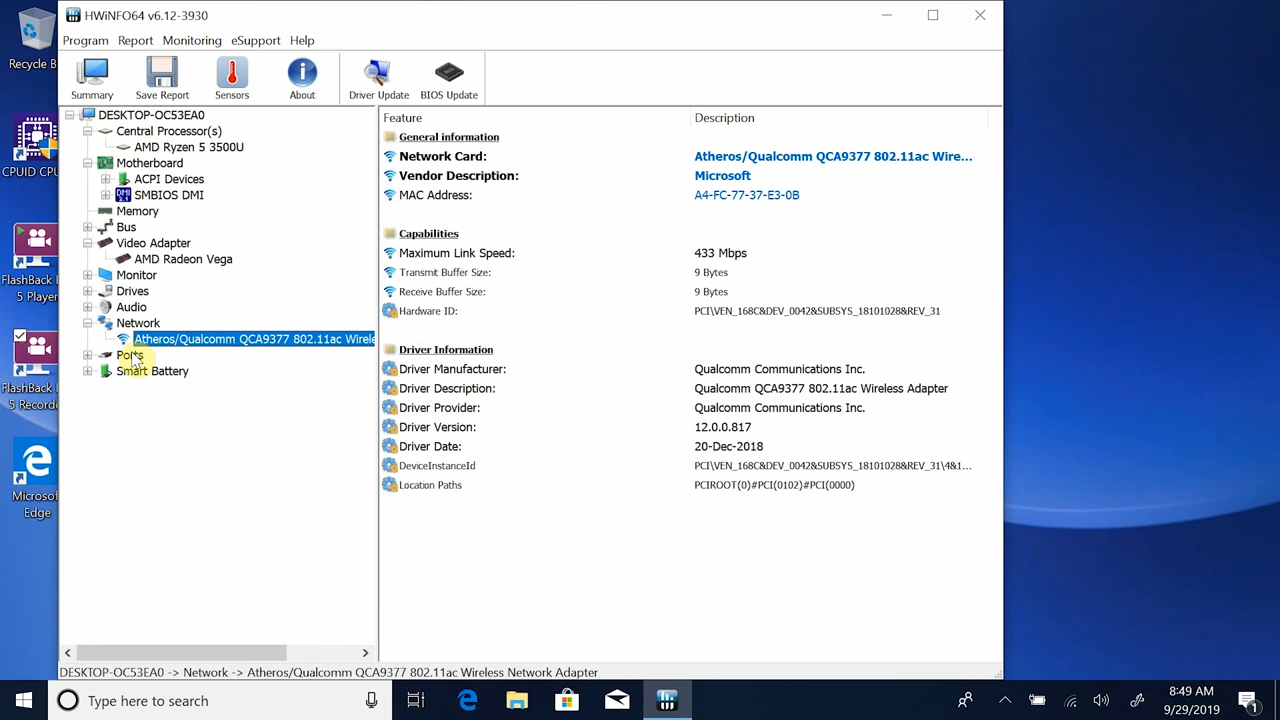 Recycle B
CPUID CPU
FlashBack
5 Player
FlashBack
5 Record
Microsof
Edge
HWiNFO64 v6.12-3930
Program Report Monitoring eSupport Help
Summary Save Report Sensors About Driver Update BIOS Update
DESKTOP-OC53EA0
Central Processor(s)
AMD Ryzen 5 3500U
Motherboard
ACPI Devices
DMI 2.4 SMBIOS DMI
Memory
Bus
Video Adapter
AMD Radeon Vega
Monitor
Drives
Audio
Network
Atheros/Qualcomm QCA9377 802.11ac Wirele
Ports
Smart Battery
Feature Description
General information
Network Card: Atheros/Qualcomm QCA9377 802.11ac Wire...
Vendor Description: Microsoft
MAC Address: A4-FC-77-37-E3-0B
Capabilities
Maximum Link Speed: 433 Mbps
Transmit Buffer Size: 9 Bytes
Receive Buffer Size: 9 Bytes
Hardware ID: PCI\VEN_168C&DEV_0042&SUBSYS_18101028&REV_31
Driver Information
Driver Manufacturer: Qualcomm Communications Inc.
Driver Description: Qualcomm QCA9377 802.11ac Wireless Adapter
Driver Provider: Qualcomm Communications Inc.
Driver Version: 12.0.0.817
Driver Date: 20-Dec-2018
DeviceInstanceId PCI\VEN_168C&DEV_0042&SUBSYS_18101028&REV_31\4&1...
Location Paths PCIROOT(0)#PCI(0102)#PCI(0000)
DESKTOP-OC53EA0 -> Network -> Atheros/Qualcomm QCA9377 802.11ac Wireless Network Adapter
Type here to search
8:49 AM
9/29/2019
1